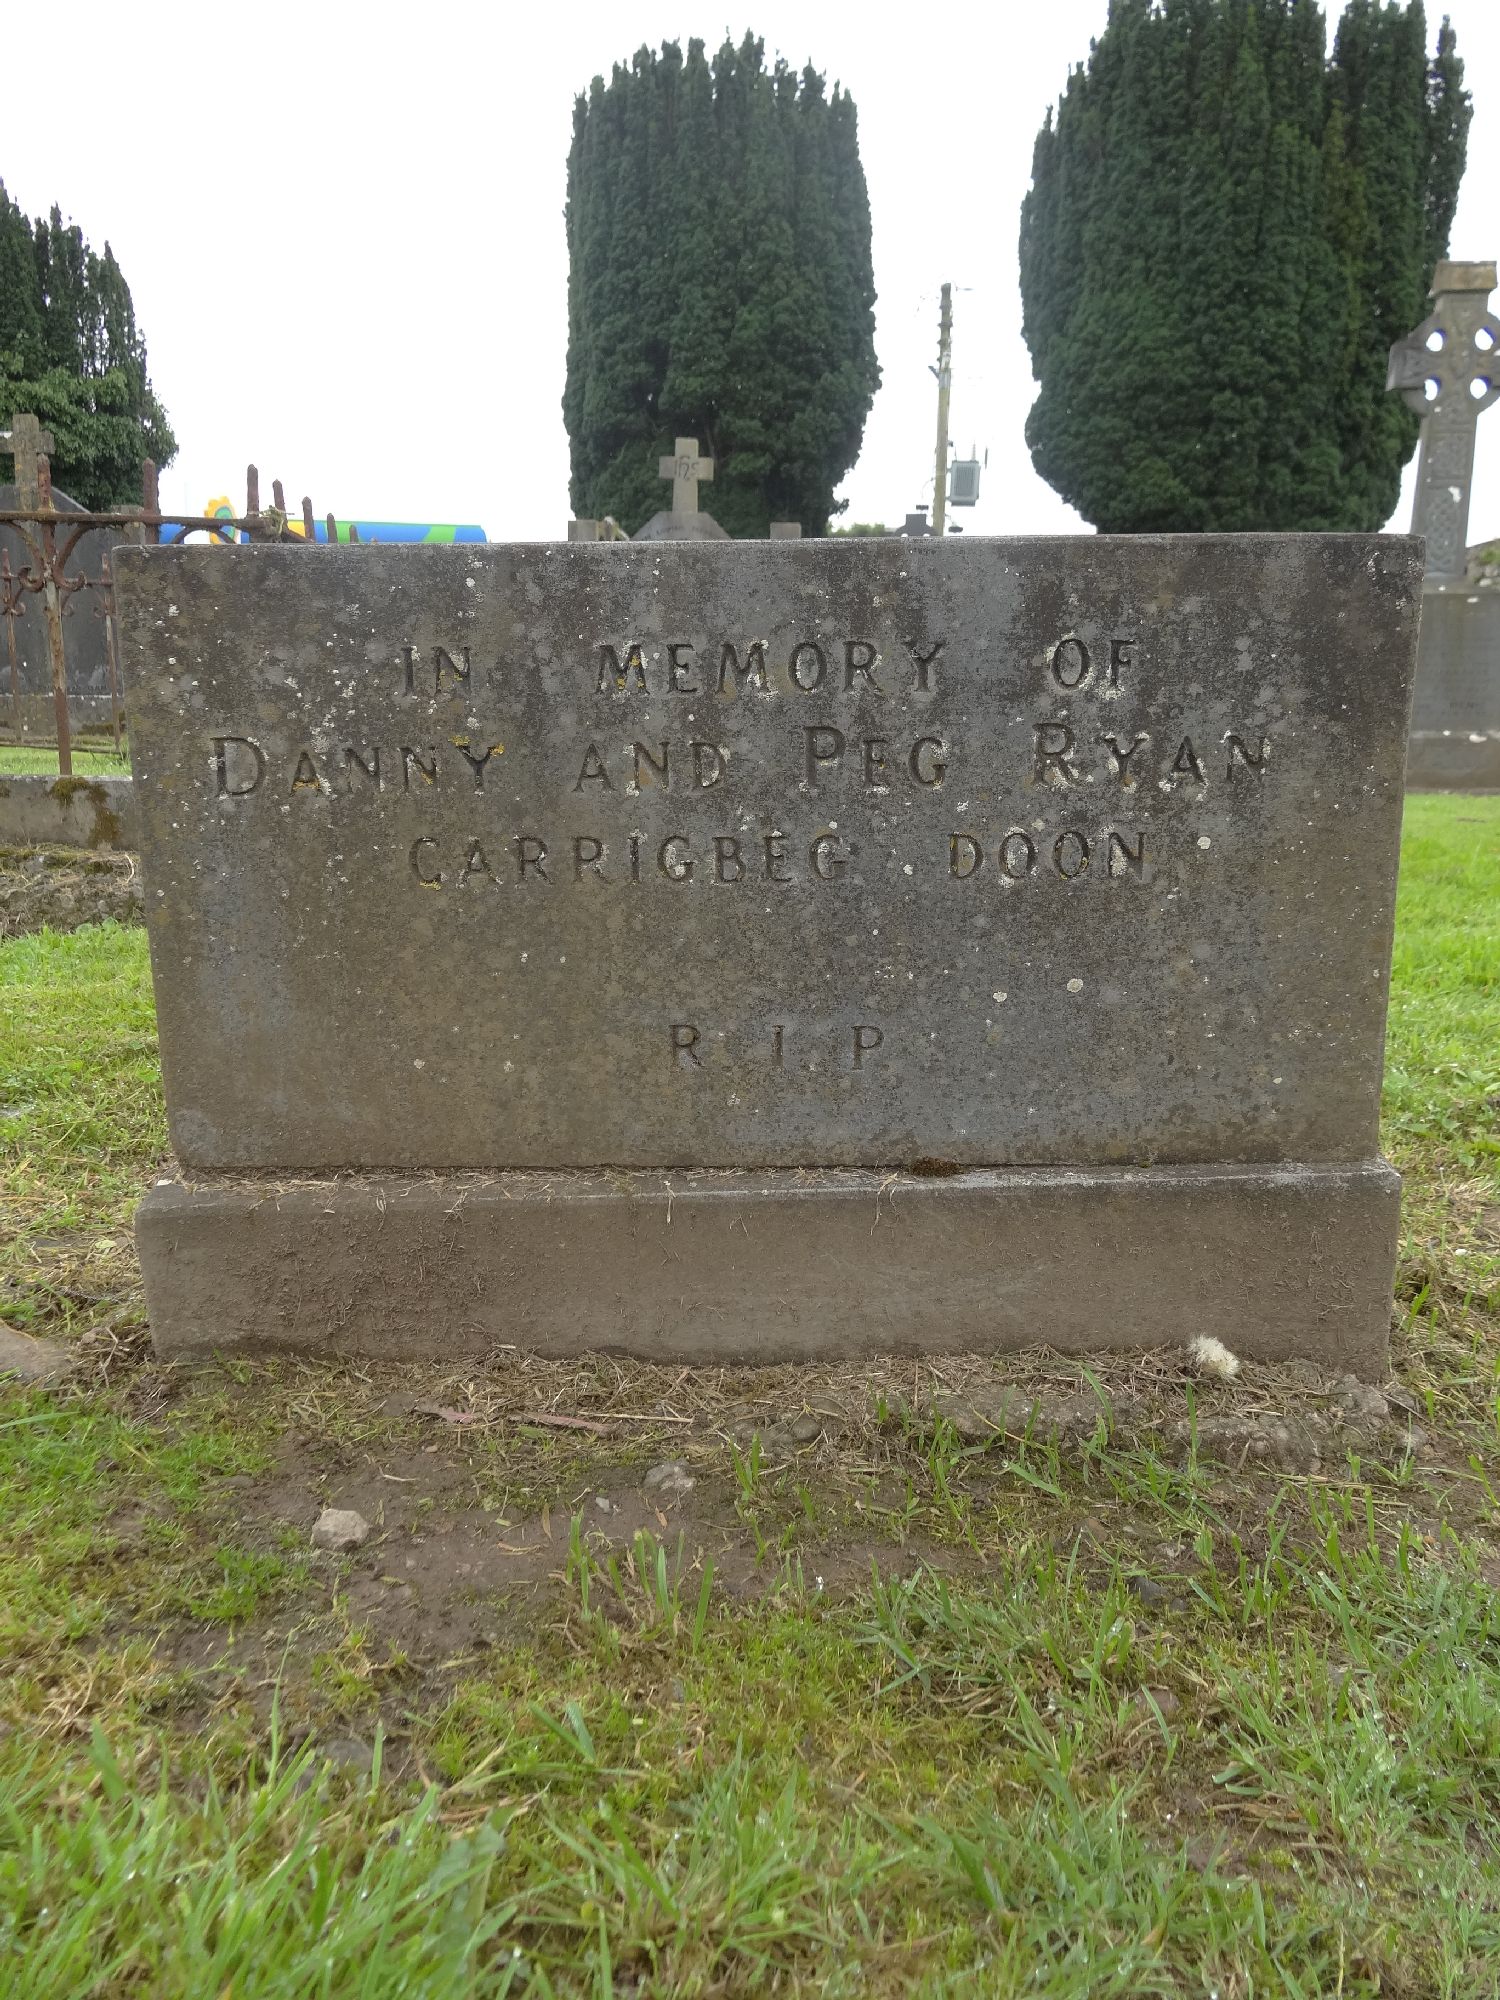 IN MEMORY OF
DANNY AND PEG RYAN
CARRIGBEG DOON
R I P